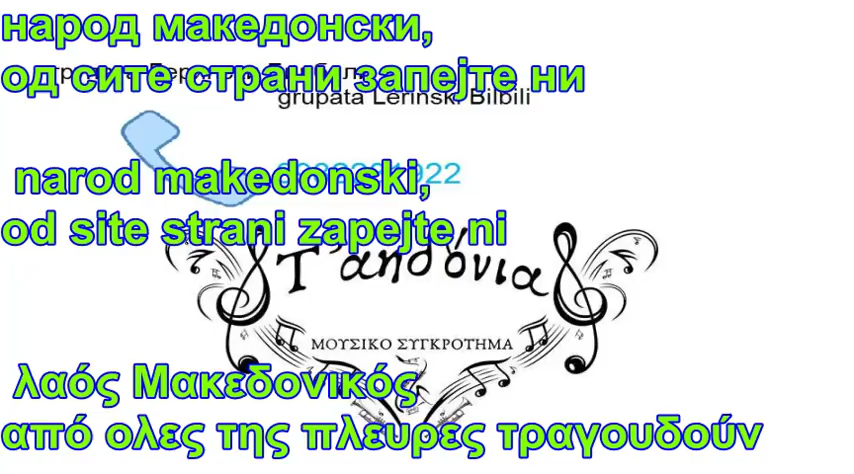 народ македонски,
од сите страни запејте ни
grupata Lerinski Bilbili
narod makedonski,
od site strani zapejte ni
Τ'αηδόνια
ΜΟΥΣΙΚΟ ΣΥΓΚΡΟΤΗΜΑ
λαός Μακεδονικός
από ολες της πλευρες τραγουδούν